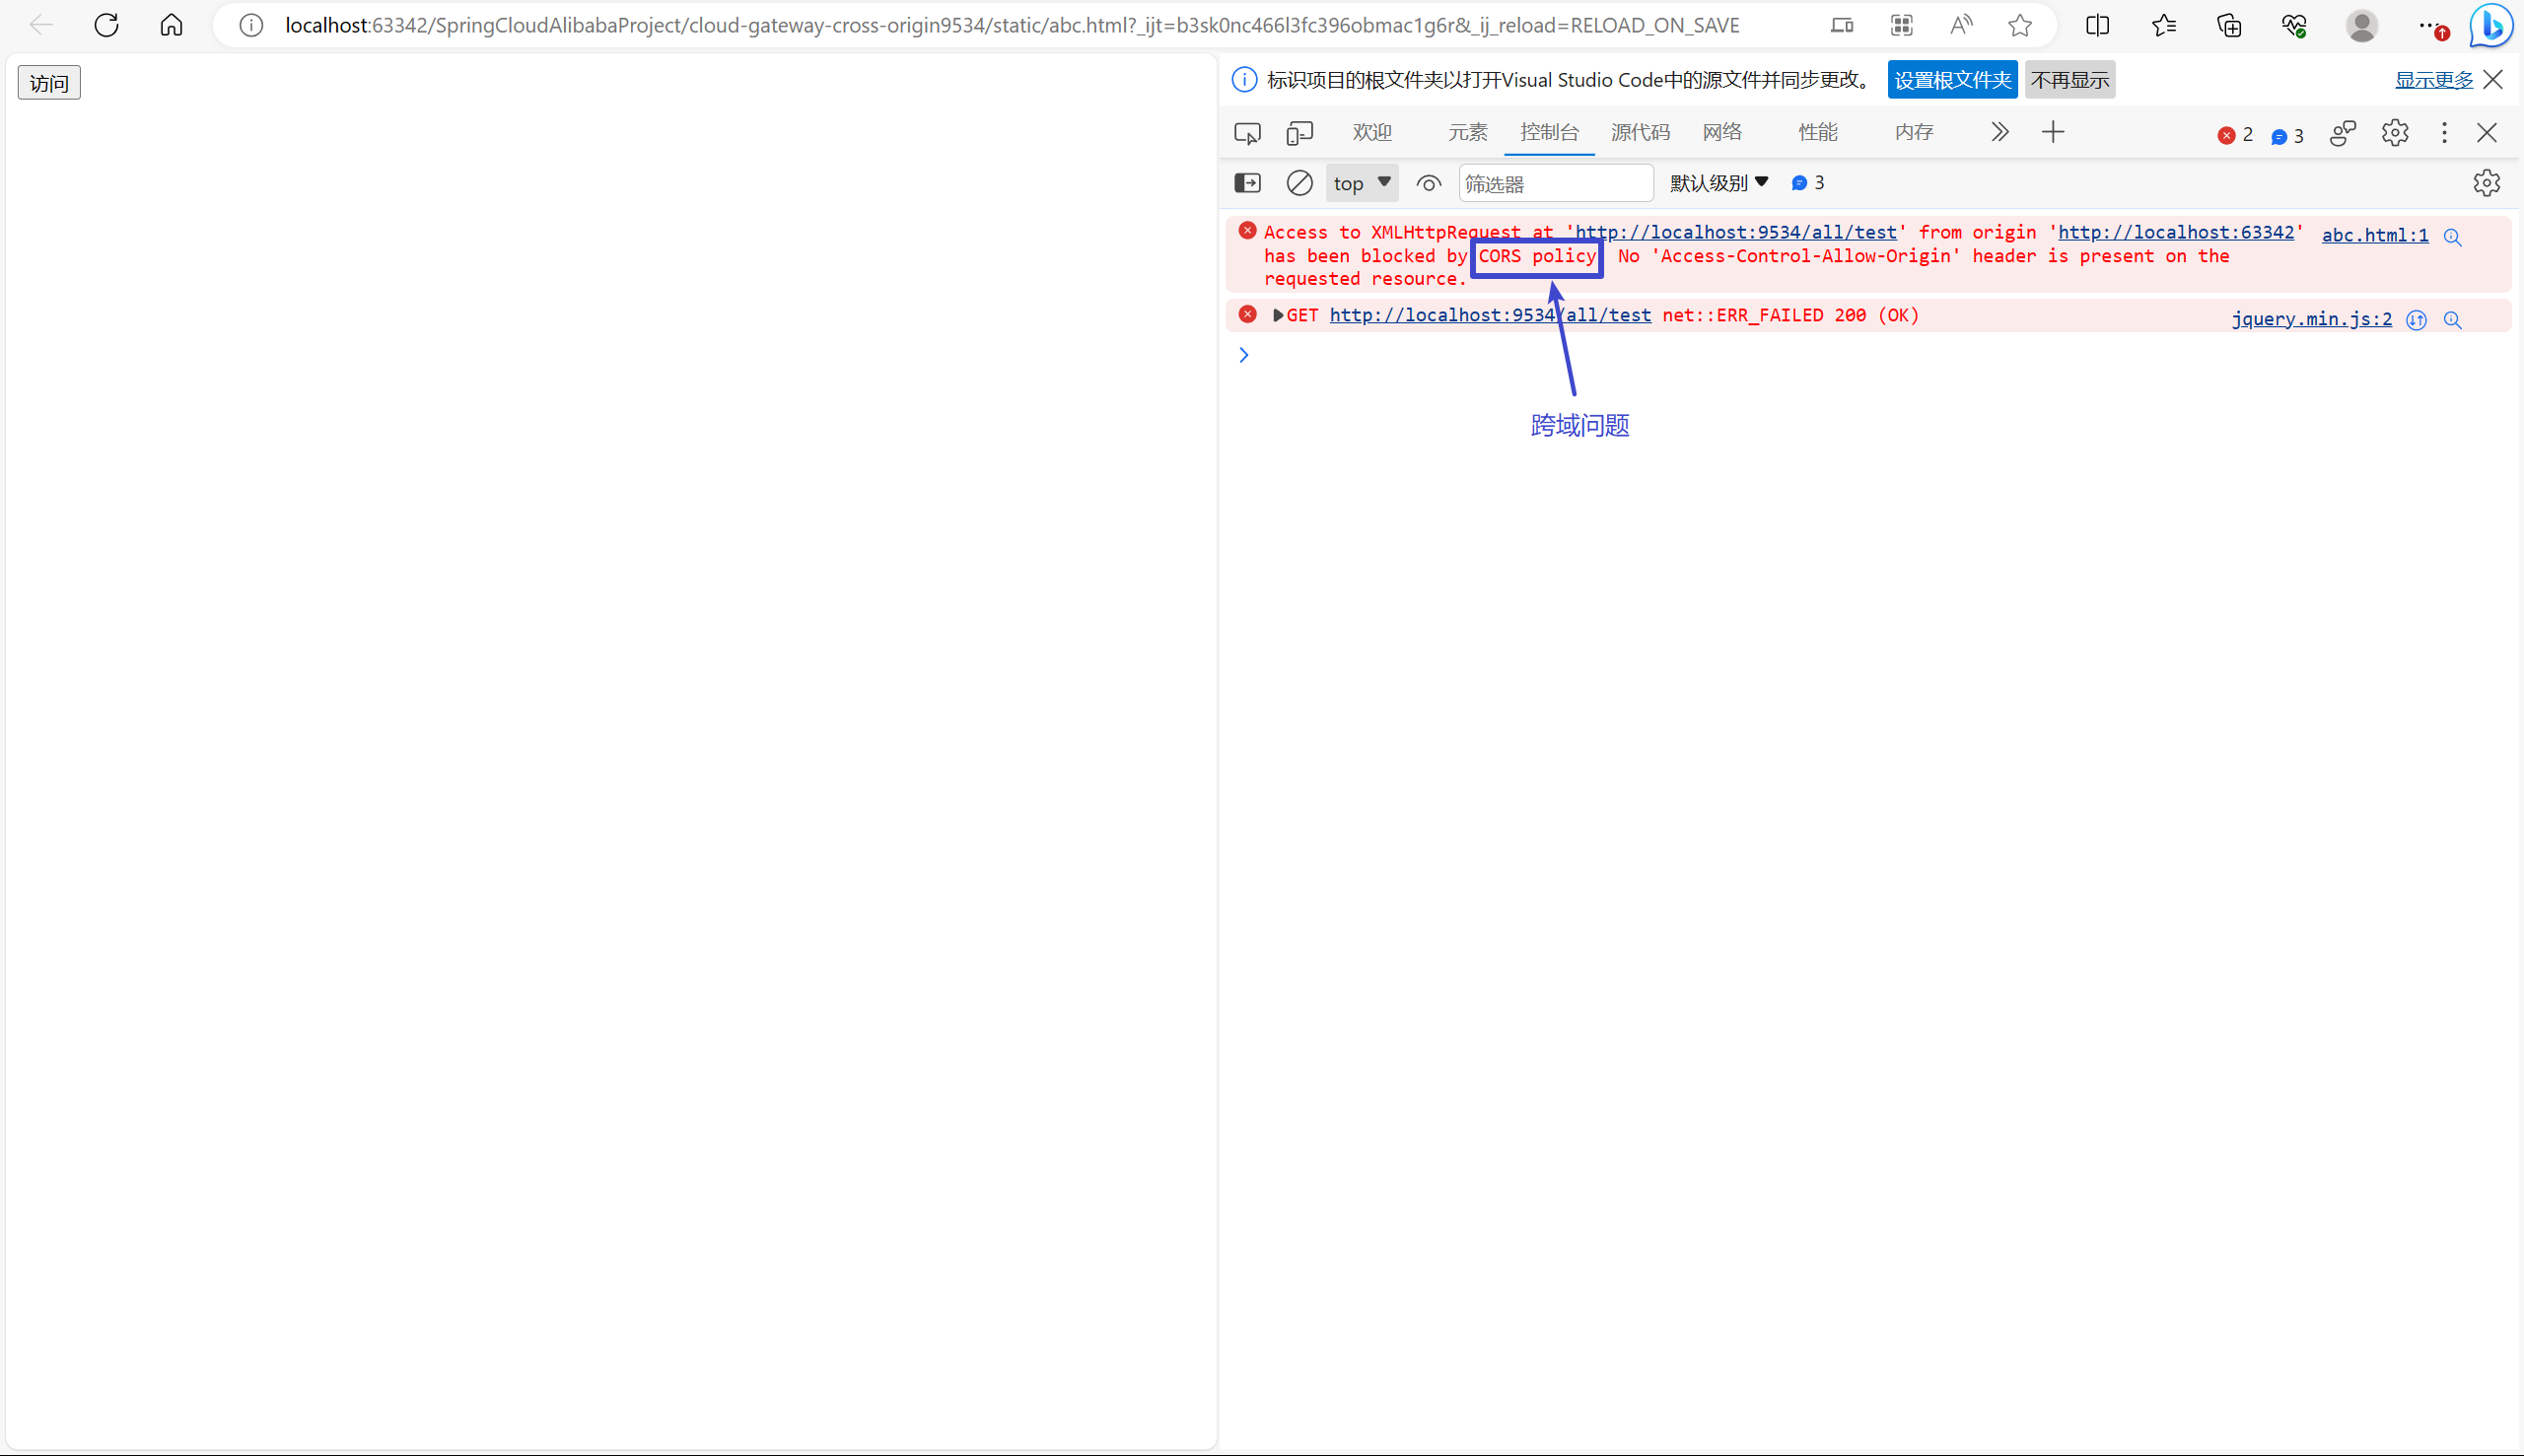 localhost:63342/SpringCloudAlibabaProject/cloud-gateway-cross-origin9534/static/abc.html?_ijt=b3sk0nc466l3fc396obmac1g6r&_ij_reload=RELOAD_ON_SAVE
访问
标识项目的根文件夹以打开Visual Studio Code中的源文件并同步更改。 设置根文件夹 不再显示 显示更多
欢迎 元素 控制台 源代码 网络 性能 内存 2 3
top 筛选器 默认级别 3
Access to XMLHttpRequest at 'http://localhost:9534/all/test' from origin 'http://localhost:63342' abc.html:1
has been blocked by CORS policy No 'Access-Control-Allow-Origin' header is present on the
requested resource.
GET http://localhost:9534/all/test net::ERR_FAILED 200 (OK) jquery.min.js:2
跨域问题